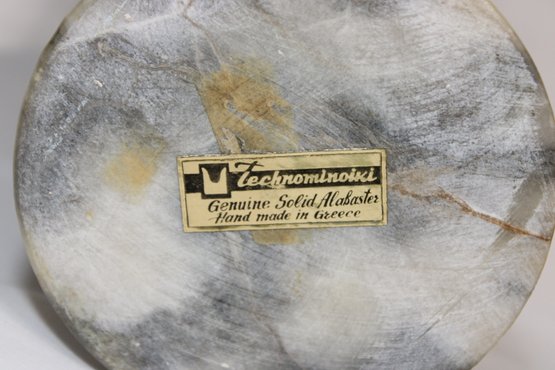 Technominoiki
Genuine Solid Alabaster
Hand made in Greece